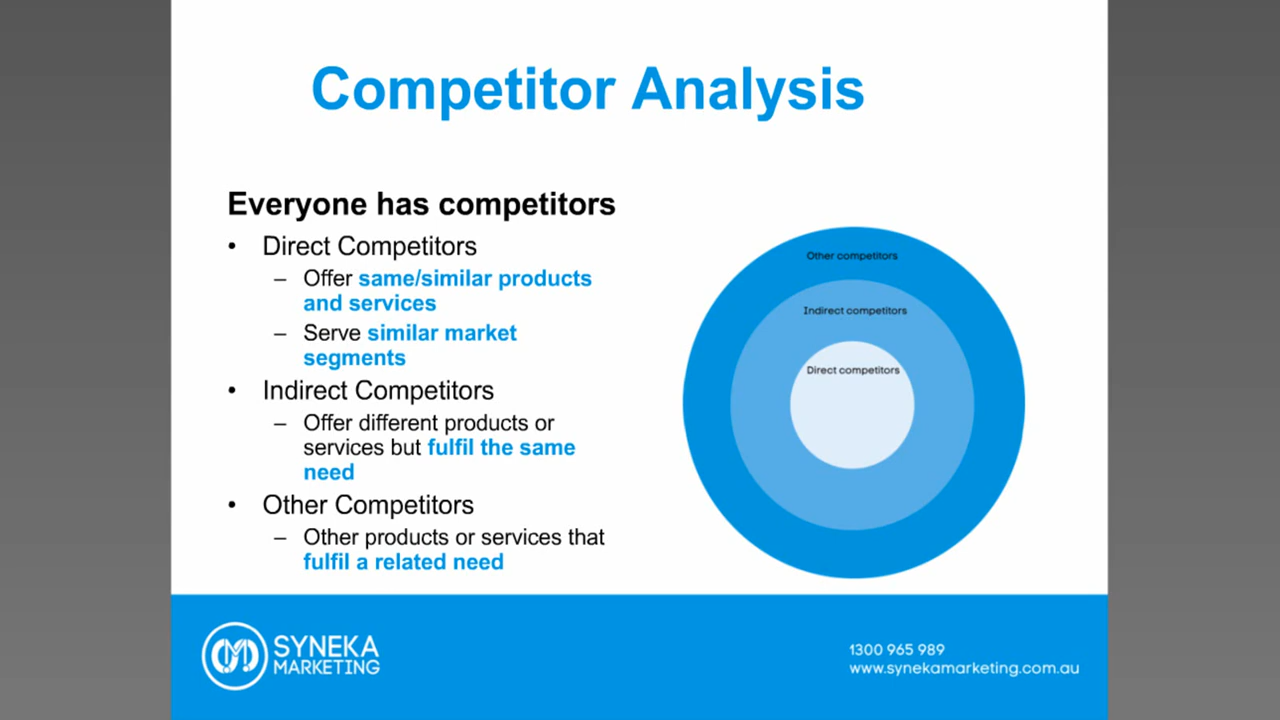 Competitor Analysis
Everyone has competitors
• Direct Competitors
– Offer same/similar products
and services
– Serve similar market
segments
• Indirect Competitors
– Offer different products or
services but fulfil the same
need
• Other Competitors
– Other products or services that
fulfil a related need
Other competitors
Indirect competitors
Direct competitors
SYNEKA
MARKETING
1300 965 989
www.synekamarketing.com.au